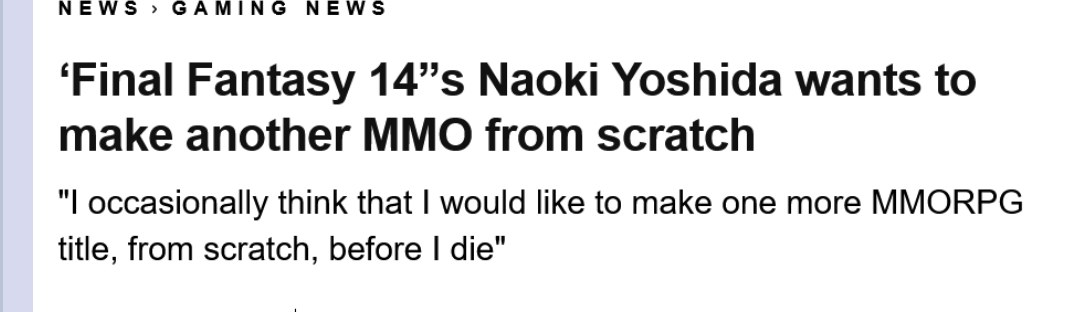 NEWS › GAMING NEWS
‘Final Fantasy 14’’s Naoki Yoshida wants to
make another MMO from scratch
"I occasionally think that I would like to make one more MMORPG
title, from scratch, before I die"